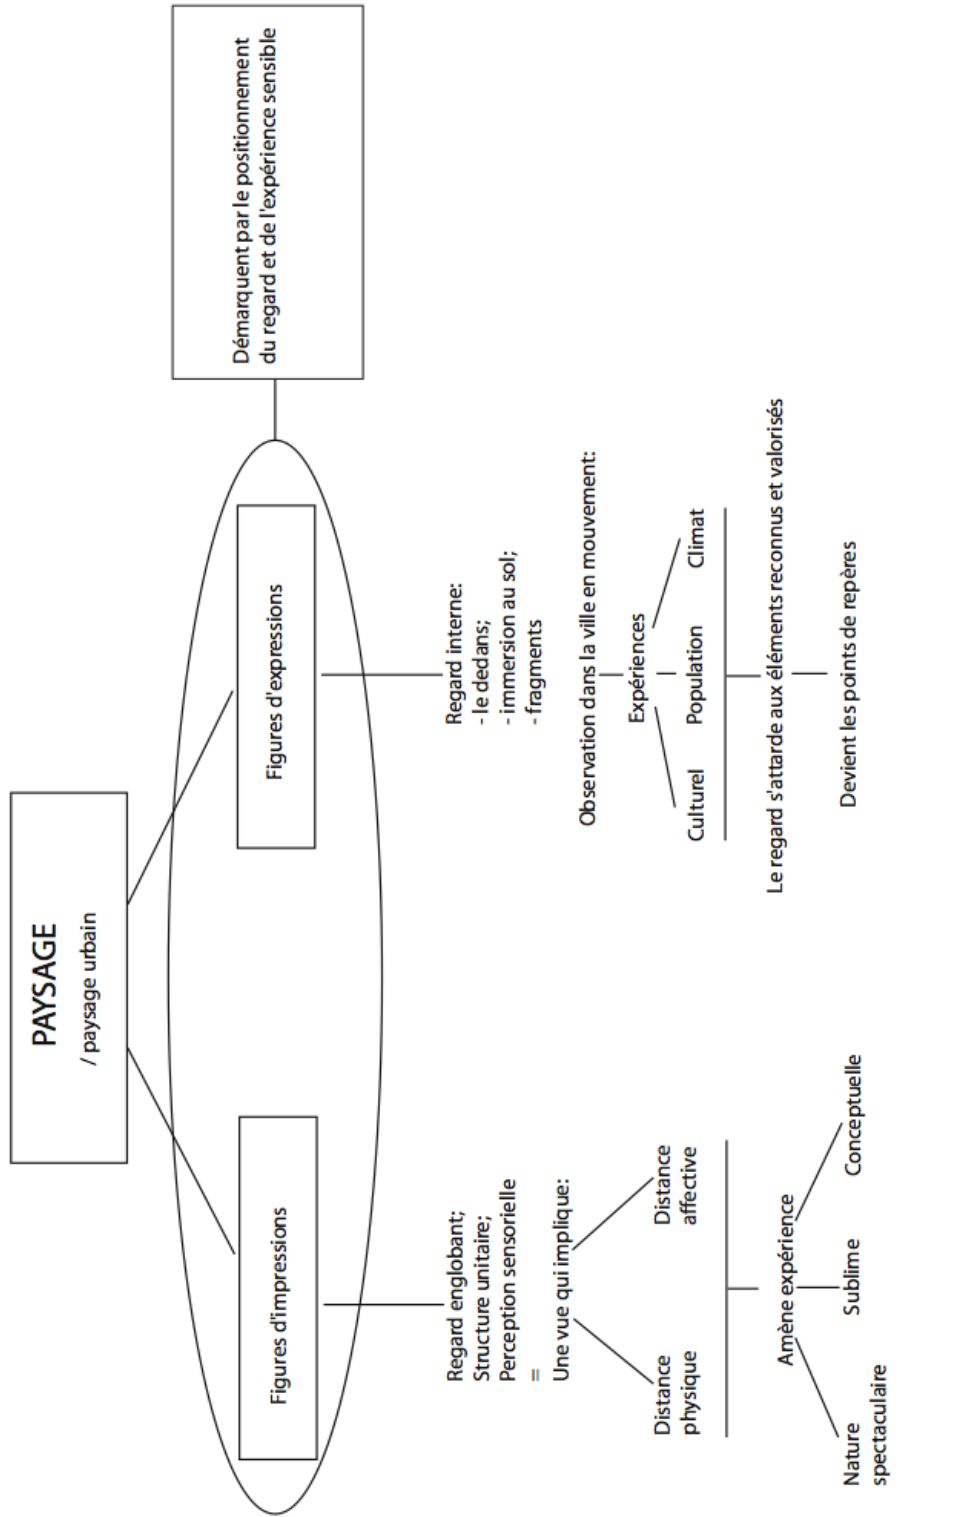 PAYSAGE
/ paysage urbain
Démarquent par le positionnement
du regard et de l'expérience sensible
Figures d'impressions
Figures d'expressions
Regard englobant;
Structure unitaire;
Perception sensorielle
=
Une vue qui implique:
Distance
physique
Distance
affective
Amène expérience
Nature
spectaculaire
Sublime
Conceptuelle
Regard interne:
- le dedans;
- immersion au sol;
- fragments
Observation dans la ville en mouvement:
Expériences
Culturel
Population
Climat
Le regard s'attarde aux éléments reconnus et valorisés
Devient les points de repères